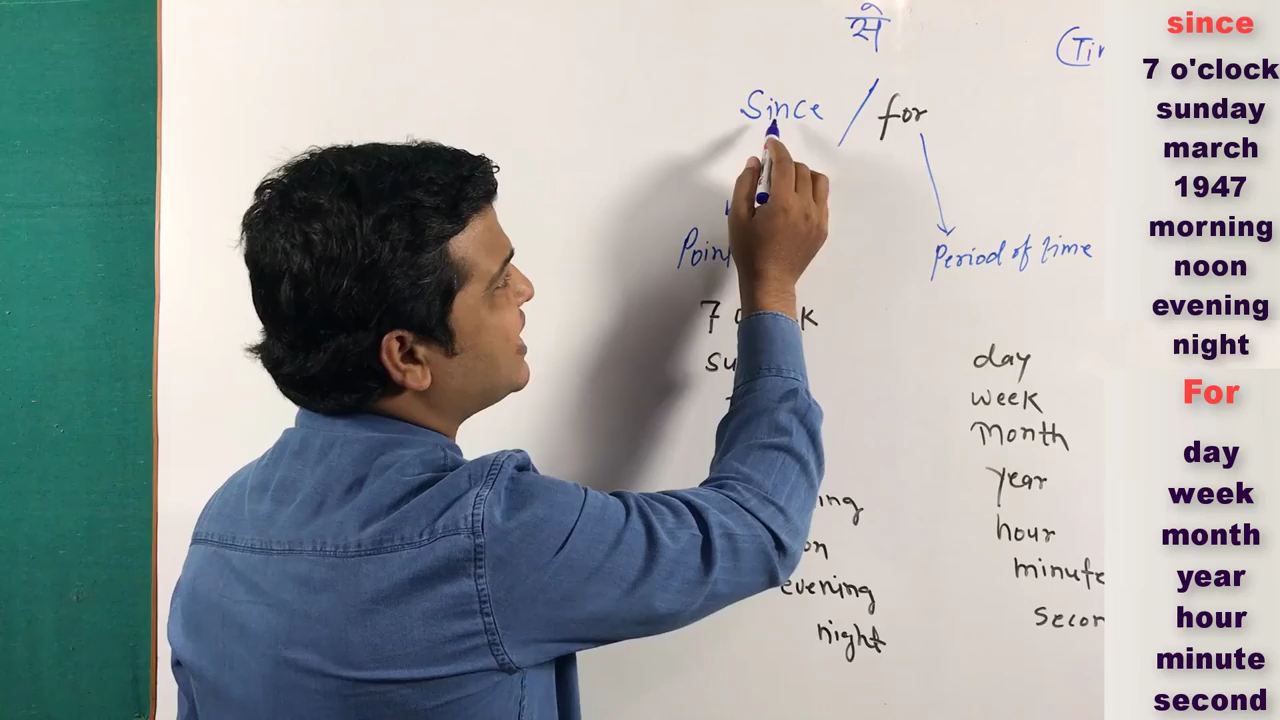 से
Since / for
Period of time
day
week
Month
year
hour
evening
night
since
7 o'clock
sunday
march
1947
morning
noon
evening
night
For
day
week
month
year
hour
minute
second